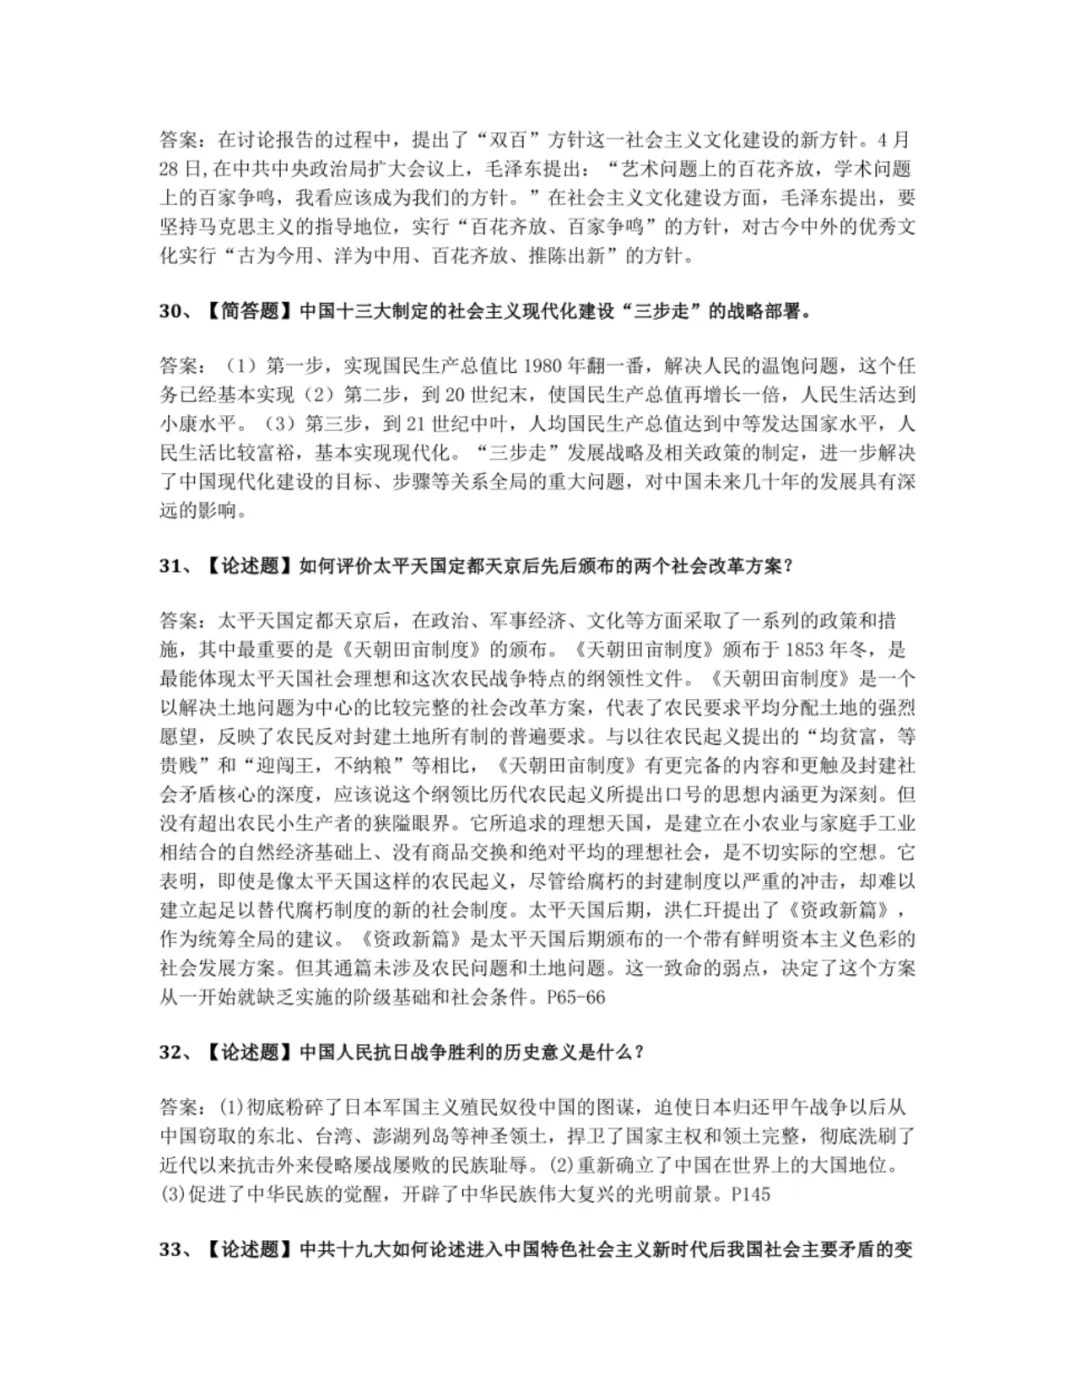 答案：在讨论报告的过程中，提出了“双百”方针这一社会主义文化建设的新方针。4 月
28 日,在中共中央政治局扩大会议上，毛泽东提出：“艺术问题上的百花齐放，学术问题
上的百家争鸣，我看应该成为我们的方针。”在社会主义文化建设方面，毛泽东提出，要
坚持马克思主义的指导地位，实行“百花齐放、百家争鸣”的方针，对古今中外的优秀文
化实行“古为今用、洋为中用、百花齐放、推陈出新”的方针。
30、【简答题】中国十三大制定的社会主义现代化建设“三步走”的战略部署。
答案：（1）第一步，实现国民生产总值比 1980 年翻一番，解决人民的温饱问题，这个任
务已经基本实现（2）第二步，到 20 世纪末，使国民生产总值再增长一倍，人民生活达到
小康水平。（3）第三步，到 21 世纪中叶，人均国民生产总值达到中等发达国家水平，人
民生活比较富裕，基本实现现代化。“三步走”发展战略及相关政策的制定，进一步解决
了中国现代化建设的目标、步骤等关系全局的重大问题，对中国未来几十年的发展具有深
远的影响。
31、【论述题】如何评价太平天国定都天京后先后颁布的两个社会改革方案？
答案：太平天国定都天京后，在政治、军事经济、文化等方面采取了一系列的政策和措
施，其中最重要的是《天朝田亩制度》的颁布。《天朝田亩制度》颁布于 1853 年冬，是
最能体现太平天国社会理想和这次农民战争特点的纲领性文件。《天朝田亩制度》是一个
以解决土地问题为中心的比较完整的社会改革方案，代表了农民要求平均分配土地的强烈
愿望，反映了农民反对封建土地所有制的普遍要求。与以往农民起义提出的“均贫富，等
贵贱”和“迎闯王，不纳粮”等相比，《天朝田亩制度》有更完备的内容和更触及封建社
会矛盾核心的深度，应该说这个纲领比历代农民起义所提出口号的思想内涵更为深刻。但
没有超出农民小生产者的狭隘眼界。它所追求的理想天国，是建立在小农业与家庭手工业
相结合的自然经济基础上、没有商品交换和绝对平均的理想社会，是不切实际的空想。它
表明，即使是像太平天国这样的农民起义，尽管给腐朽的封建制度以严重的冲击，却难以
建立起足以替代腐朽制度的新的社会制度。太平天国后期，洪仁玕提出了《资政新篇》，
作为统筹全局的建议。《资政新篇》是太平天国后期颁布的一个带有鲜明资本主义色彩的
社会发展方案。但其通篇未涉及农民问题和土地问题。这一致命的弱点，决定了这个方案
从一开始就缺乏实施的阶级基础和社会条件。P65-66
32、【论述题】中国人民抗日战争胜利的历史意义是什么？
答案：(1)彻底粉碎了日本军国主义殖民奴役中国的图谋，迫使日本归还甲午战争以后从
中国窃取的东北、台湾、澎湖列岛等神圣领土，捍卫了国家主权和领土完整，彻底洗刷了
近代以来抗击外来侵略屡战屡败的民族耻辱。(2)重新确立了中国在世界上的大国地位。
(3)促进了中华民族的觉醒，开辟了中华民族伟大复兴的光明前景。P145
33、【论述题】中共十九大如何论述进入中国特色社会主义新时代后我国社会主要矛盾的变